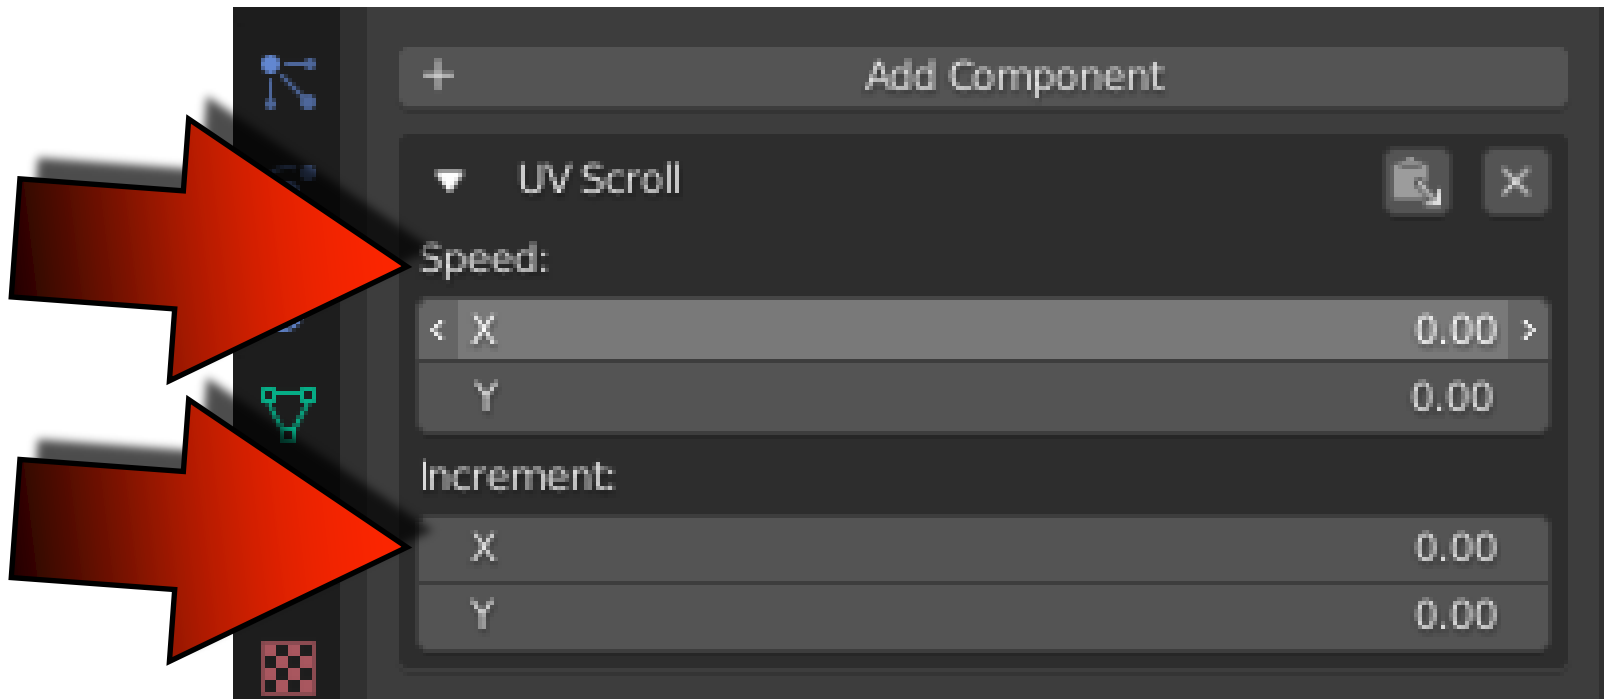 Add Component
UV Scroll
Speed:
X 0.00
Y 0.00
Increment:
X 0.00
Y 0.00